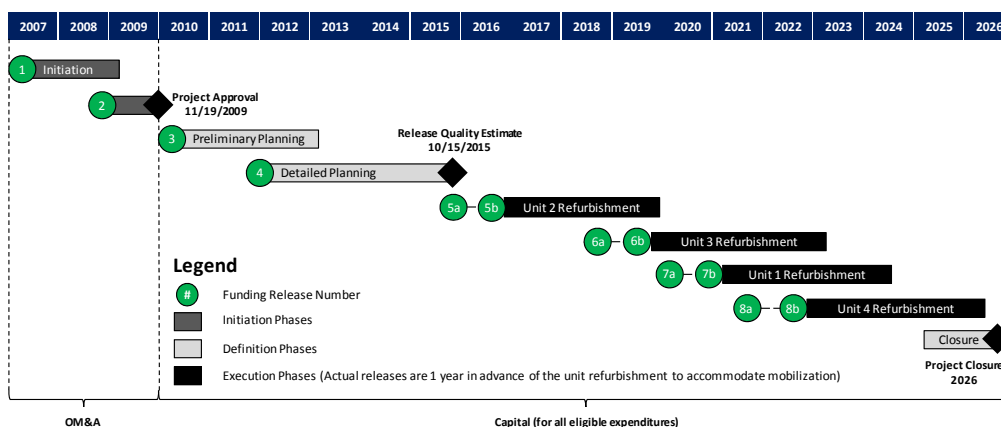 2007 2008 2009 2010 2011 2012 2013 2014 2015 2016 2017 2018 2019 2020 2021 2022 2023 2024 2025 2026
1 Initiation
2
Project Approval
11/19/2009
3 Preliminary Planning
Release Quality Estimate
10/15/2015
4 Detailed Planning
5a 5b Unit 2 Refurbishment
6a 6b Unit 3 Refurbishment
7a 7b Unit 1 Refurbishment
8a 8b Unit 4 Refurbishment
Closure
Project Closure
2026
Legend
# Funding Release Number
Initiation Phases
Definition Phases
Execution Phases (Actual releases are 1 year in advance of the unit refurbishment to accommodate mobilization)
OM&A
Capital (for all eligible expenditures)